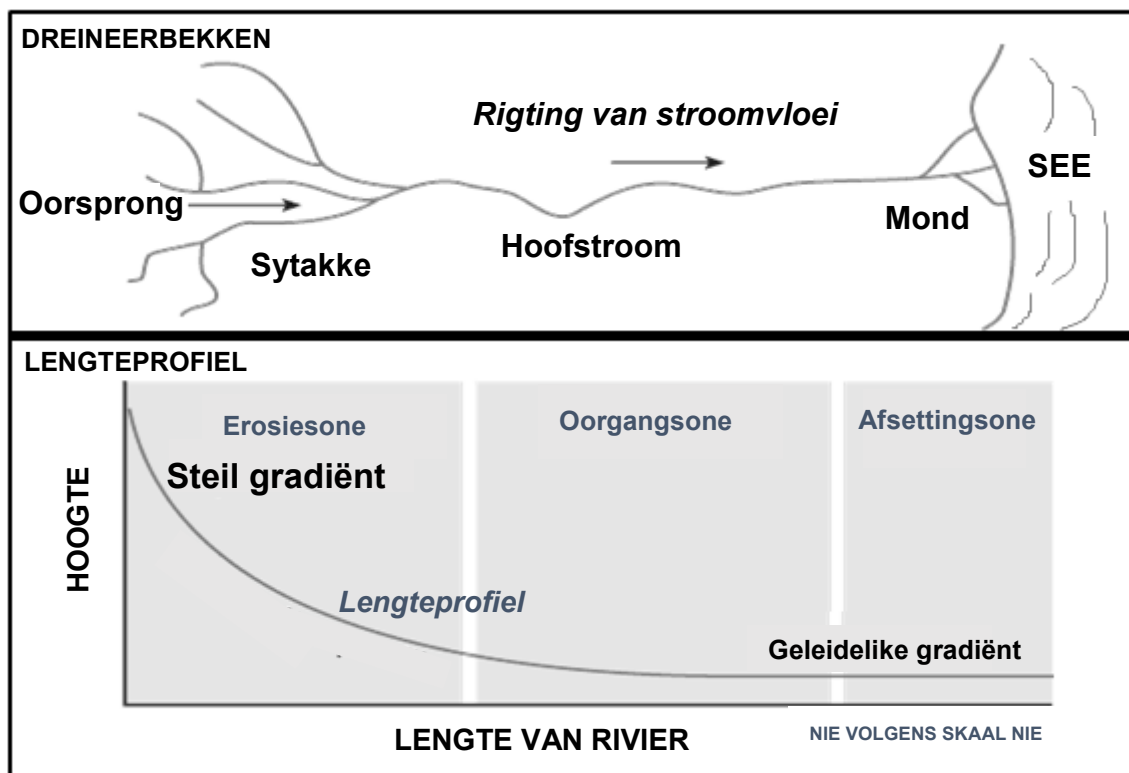 DREINEERBEKKEN
Rigting van stroomvloei
SEE
Oorsprong
Mond
Hoofstroom
Sytakke
LENGTEPROFIEL
Erosiesone
Oorgangsone
Afsettingsone
Steil gradiënt
HOOGTE
Lengteprofiel
Geleidelike gradiënt
LENGTE VAN RIVIER
NIE VOLGENS SKAAL NIE